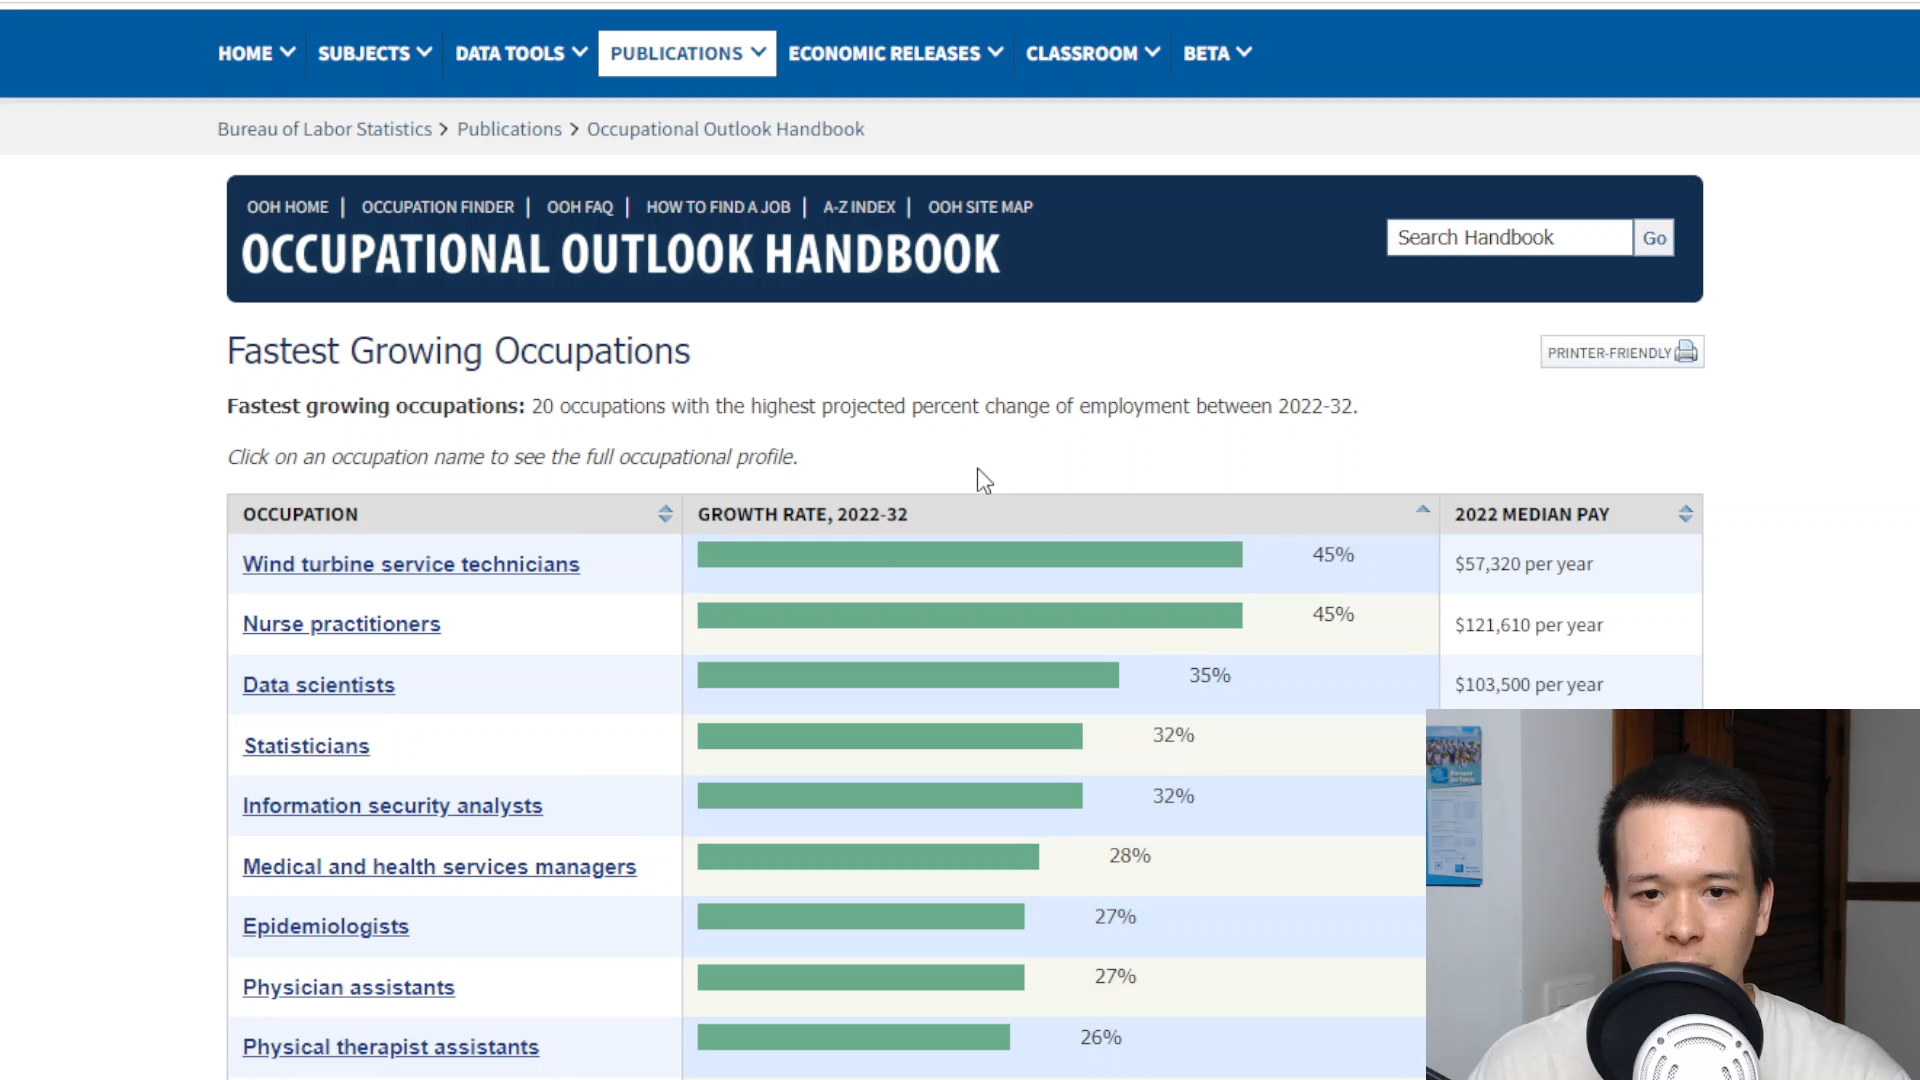 HOME SUBJECTS DATA TOOLS PUBLICATIONS ECONOMIC RELEASES CLASSROOM BETA
Bureau of Labor Statistics > Publications > Occupational Outlook Handbook
OOH HOME | OCCUPATION FINDER | OOH FAQ | HOW TO FIND A JOB | A-Z INDEX | OOH SITE MAP
OCCUPATIONAL OUTLOOK HANDBOOK
Search Handbook Go
Fastest Growing Occupations
PRINTER-FRIENDLY
Fastest growing occupations: 20 occupations with the highest projected percent change of employment between 2022-32.
Click on an occupation name to see the full occupational profile.
OCCUPATION GROWTH RATE, 2022-32 2022 MEDIAN PAY
Wind turbine service technicians 45% $57,320 per year
Nurse practitioners 45% $121,610 per year
Data scientists 35% $103,500 per year
Statisticians 32%
Information security analysts 32%
Medical and health services managers 28%
Epidemiologists 27%
Physician assistants 27%
Physical therapist assistants 26%